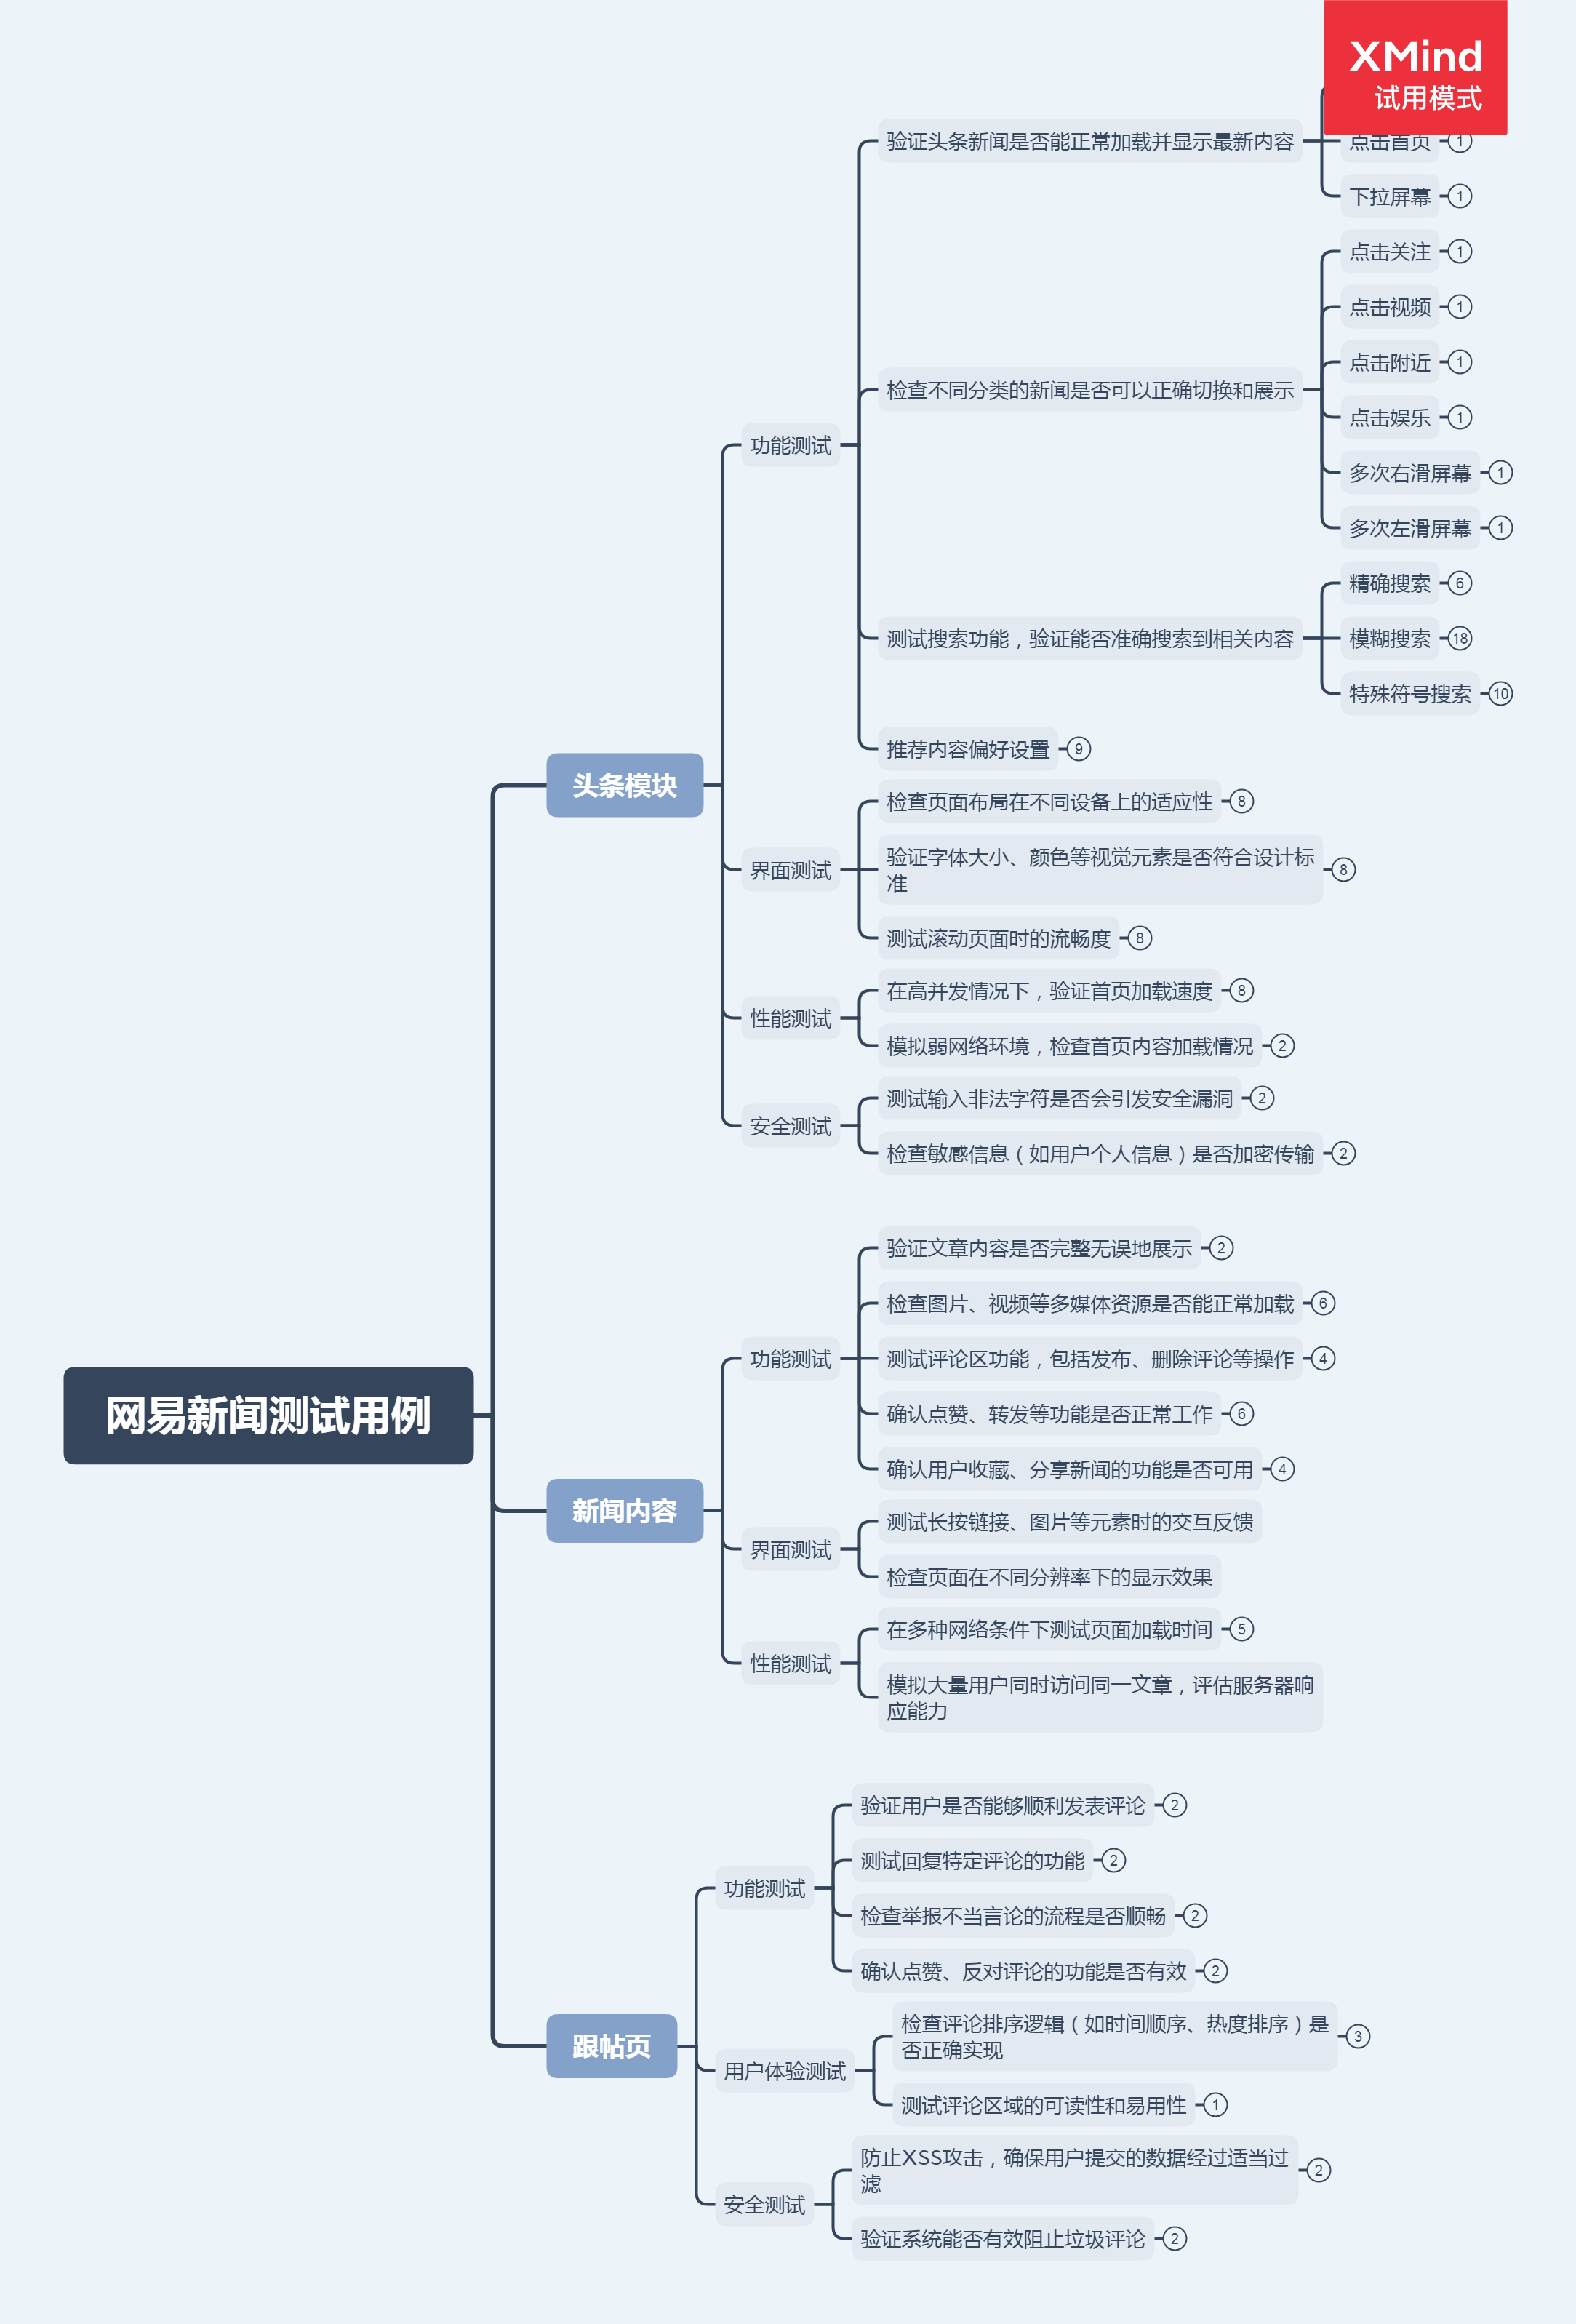 XMind
试用模式
验证头条新闻是否能正常加载并显示最新内容
点击首页
1
下拉屏幕
1
点击关注
1
点击视频
1
检查不同分类的新闻是否可以正确切换和展示
点击附近
1
点击娱乐
1
功能测试
多次右滑屏幕
1
多次左滑屏幕
1
精确搜索
6
测试搜索功能，验证能否准确搜索到相关内容
模糊搜索
18
特殊符号搜索
10
推荐内容偏好设置
9
头条模块
检查页面布局在不同设备上的适应性
8
界面测试
验证字体大小、颜色等视觉元素是否符合设计标
准
8
测试滚动页面时的流畅度
8
性能测试
在高并发情况下，验证首页加载速度
8
模拟弱网络环境，检查首页内容加载情况
2
安全测试
测试输入非法字符是否会引发安全漏洞
2
检查敏感信息（如用户个人信息）是否加密传输
2
网易新闻测试用例
新闻内容
功能测试
验证文章内容是否完整无误地展示
2
检查图片、视频等多媒体资源是否能正常加载
6
测试评论区功能，包括发布、删除评论等操作
4
确认点赞、转发等功能是否正常工作
6
确认用户收藏、分享新闻的功能是否可用
4
界面测试
测试长按链接、图片等元素时的交互反馈
检查页面在不同分辨率下的显示效果
性能测试
在多种网络条件下测试页面加载时间
5
模拟大量用户同时访问同一文章，评估服务器响
应能力
跟帖页
功能测试
验证用户是否能够顺利发表评论
2
测试回复特定评论的功能
2
检查举报不当言论的流程是否顺畅
2
确认点赞、反对评论的功能是否有效
2
用户体验测试
检查评论排序逻辑（如时间顺序、热度排序）是
否正确实现
3
测试评论区域的可读性和易用性
1
安全测试
防止XSS攻击，确保用户提交的数据经过适当过
滤
2
验证系统能否有效阻止垃圾评论
2